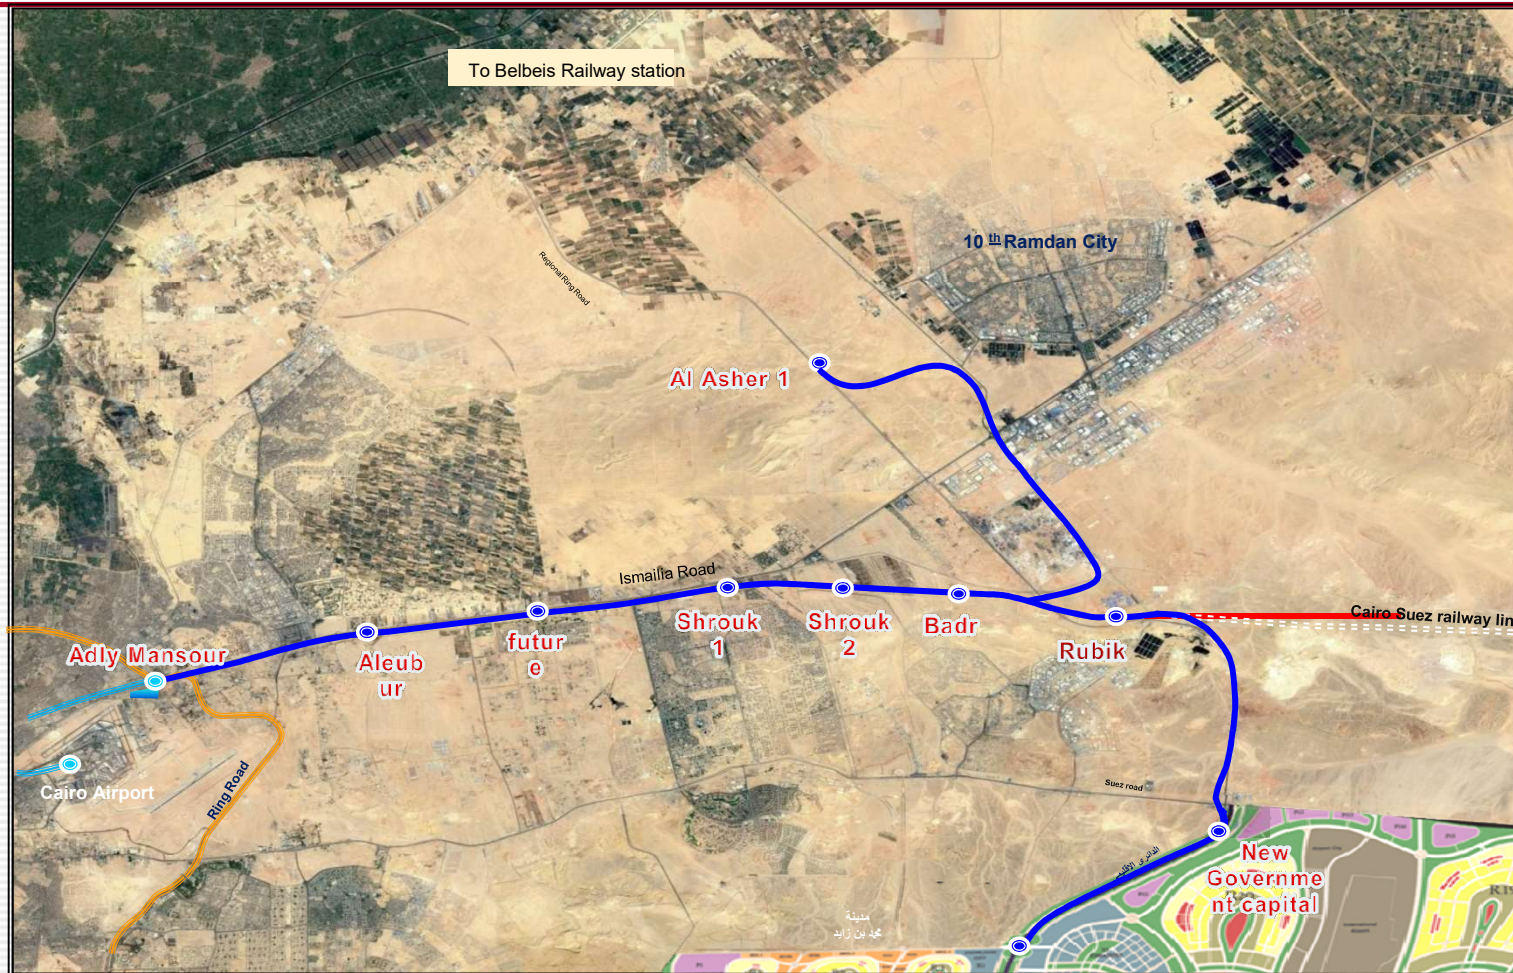 To Belbeis Railway station
10 th Ramdan City
Regional Ring Road
Al Asher 1
Ismailia Road
Cairo Suez railway lin
Shrouk
1
Shrouk
2
Badr
Rubik
futur
e
Aleub
ur
Adly Mansour
Cairo Airport
Ring Road
Suez road
New
Governme
nt capital
مدينة
محمد بن زايد